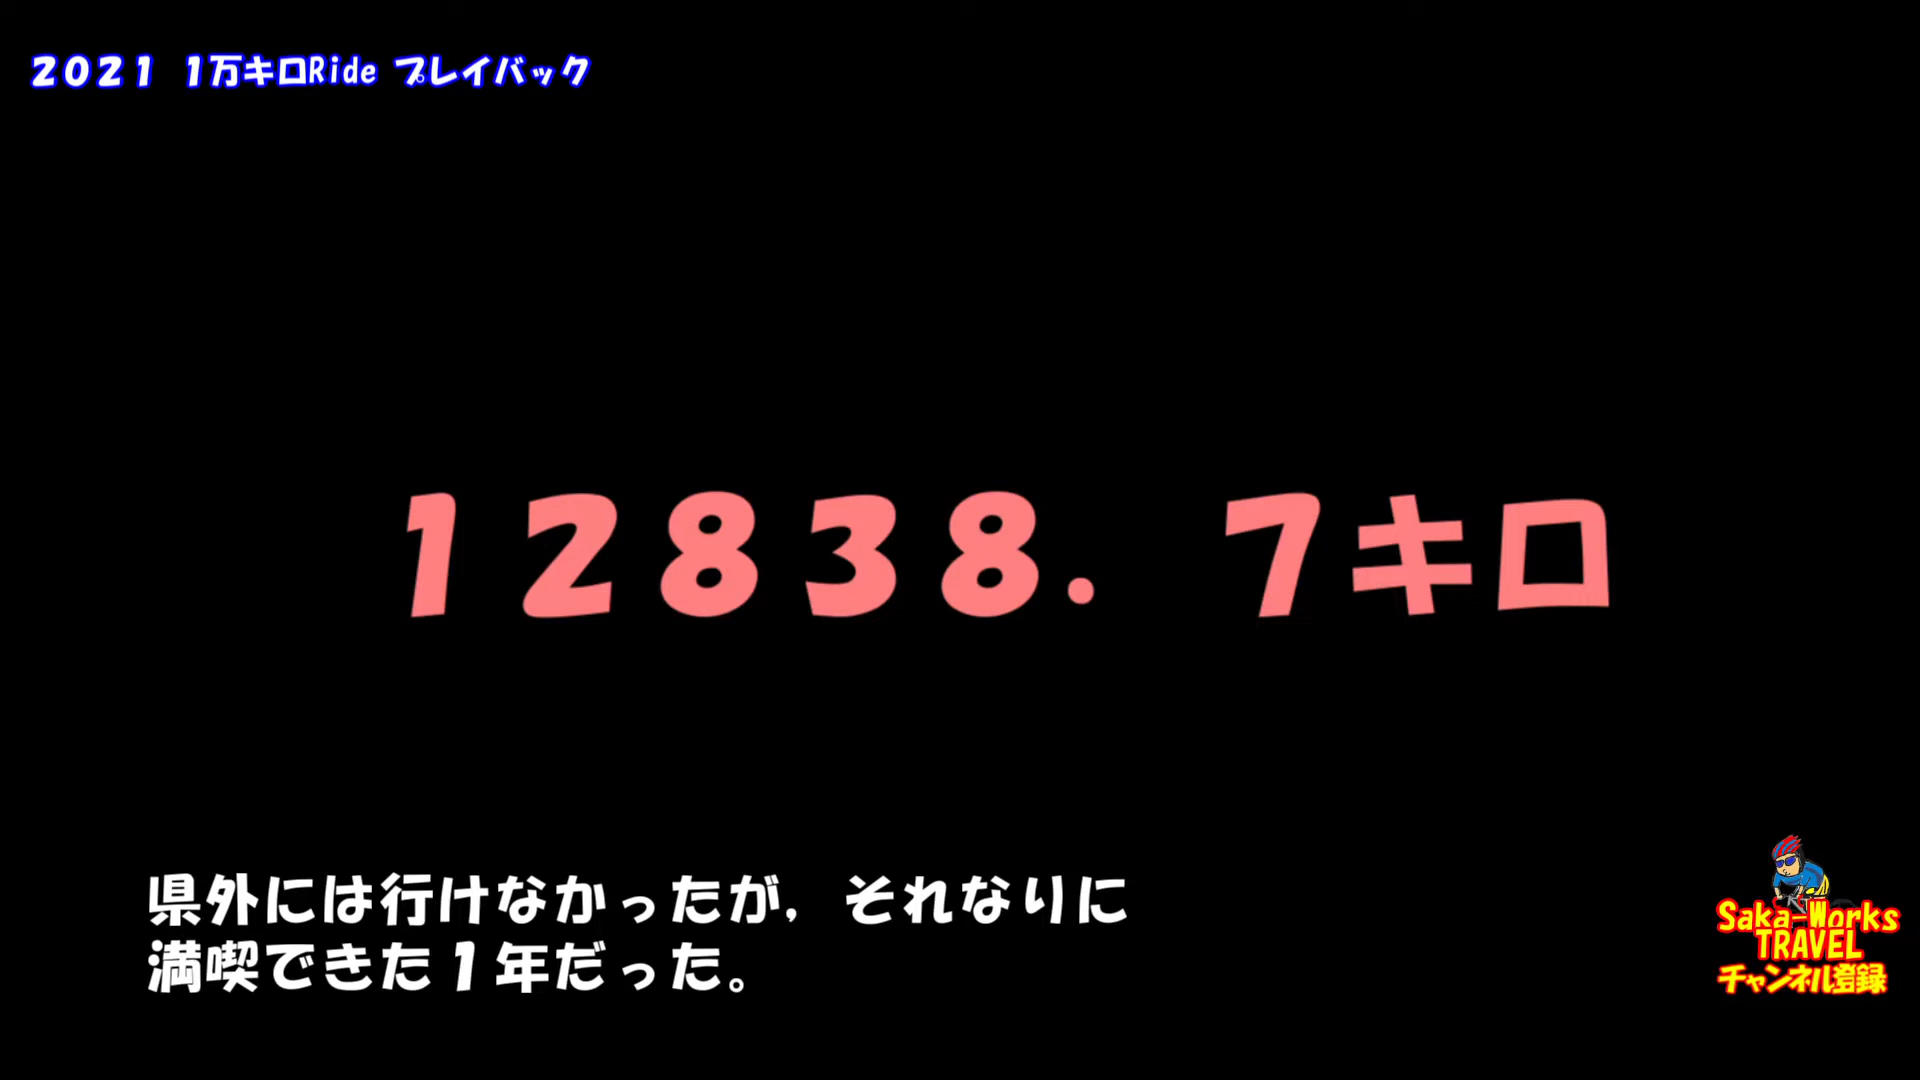 ２０２１　１万キロRide プレイバック
１２８３８．７キロ
県外には行けなかったが，それなりに
満喫できた１年だった。
Saka-Works
TRAVEL
チャンネル登録